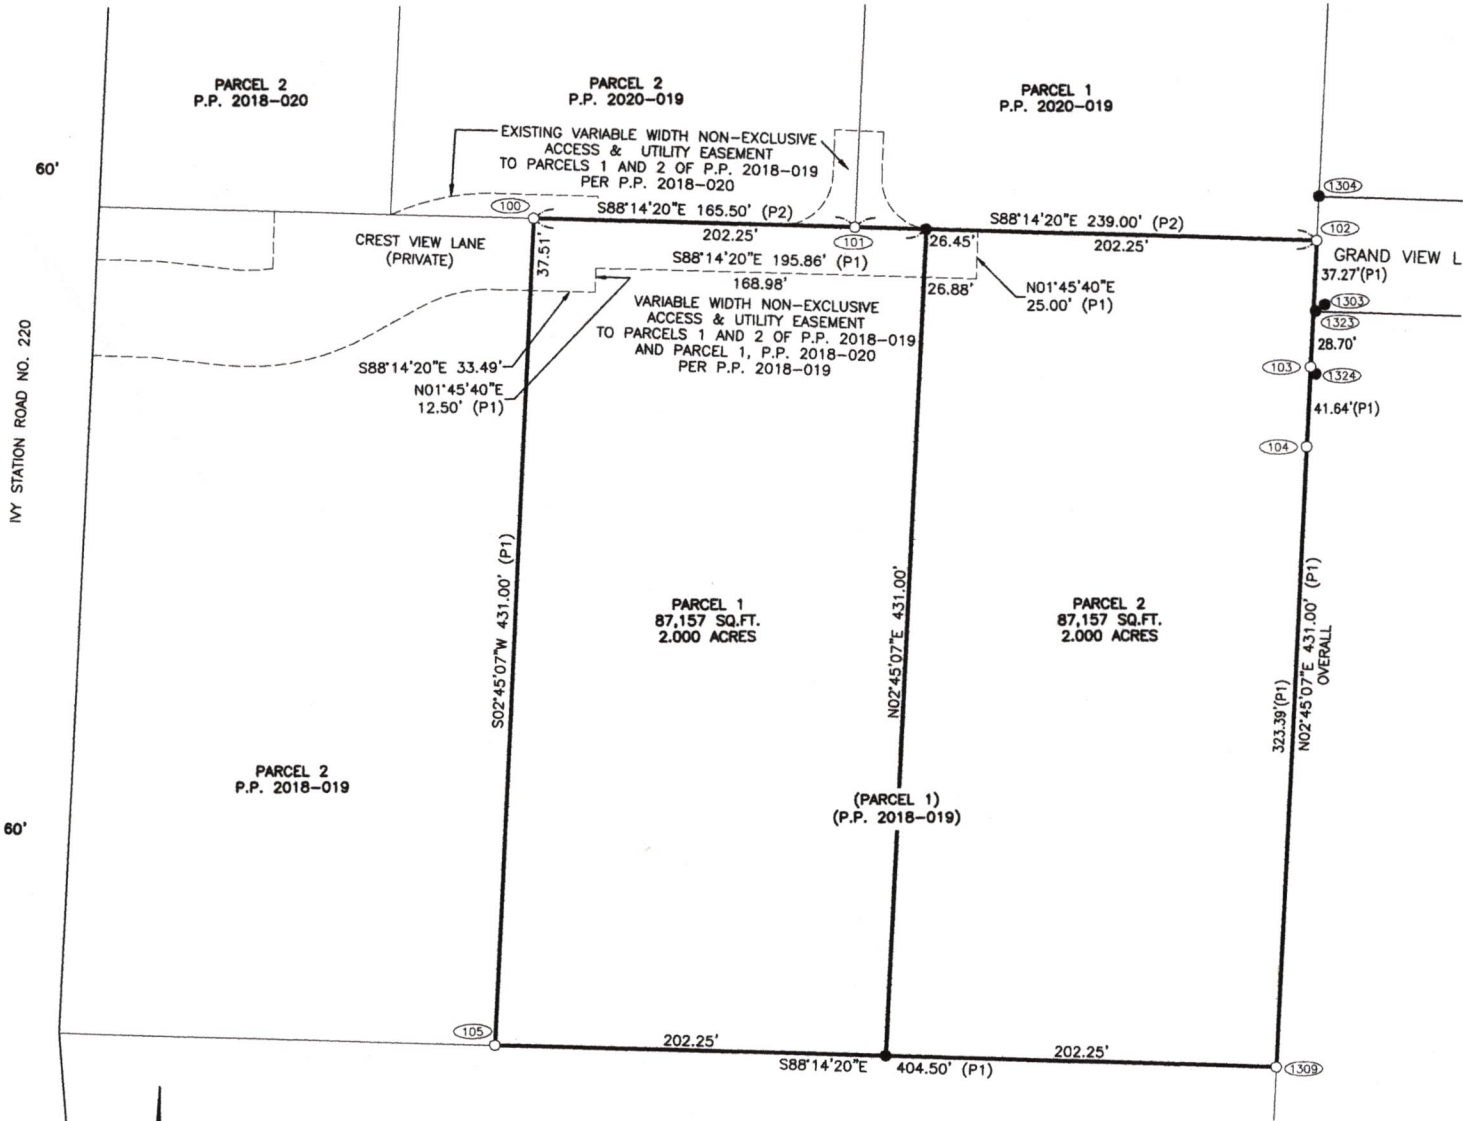 PARCEL 2
P.P. 2018-020
PARCEL 2
P.P. 2020-019
PARCEL 1
P.P. 2020-019
EXISTING VARIABLE WIDTH NON-EXCLUSIVE
ACCESS & UTILITY EASEMENT
TO PARCELS 1 AND 2 OF P.P. 2018-019
PER P.P. 2018-020
60'
1304
100
S88°14'20"E 165.50' (P2)
S88°14'20"E 239.00' (P2)
102
202.25'
101
26.45'
202.25'
CREST VIEW LANE
(PRIVATE)
37.51'
GRAND VIEW L
S88°14'20"E 195.86' (P1)
37.27'(P1)
168.98'
26.88'
N01°45'40"E
25.00' (P1)
1303
1323
VARIABLE WIDTH NON-EXCLUSIVE
ACCESS & UTILITY EASEMENT
TO PARCELS 1 AND 2 OF P.P. 2018-019
AND PARCEL 1, P.P. 2018-020
PER P.P. 2018-019
28.70'
S88°14'20"E 33.49'
103
1324
N01°45'40"E
12.50' (P1)
41.64'(P1)
104
IVY STATION ROAD NO. 220
S02°45'07"W 431.00' (P1)
PARCEL 1
87,157 SQ.FT.
2.000 ACRES
N02°45'07"E 431.00'
PARCEL 2
87,157 SQ.FT.
2.000 ACRES
323.39'(P1)
N02°45'07"E 431.00' (P1)
OVERALL
PARCEL 2
P.P. 2018-019
(PARCEL 1)
(P.P. 2018-019)
60'
105
202.25'
202.25'
S88°14'20"E 404.50' (P1)
1309